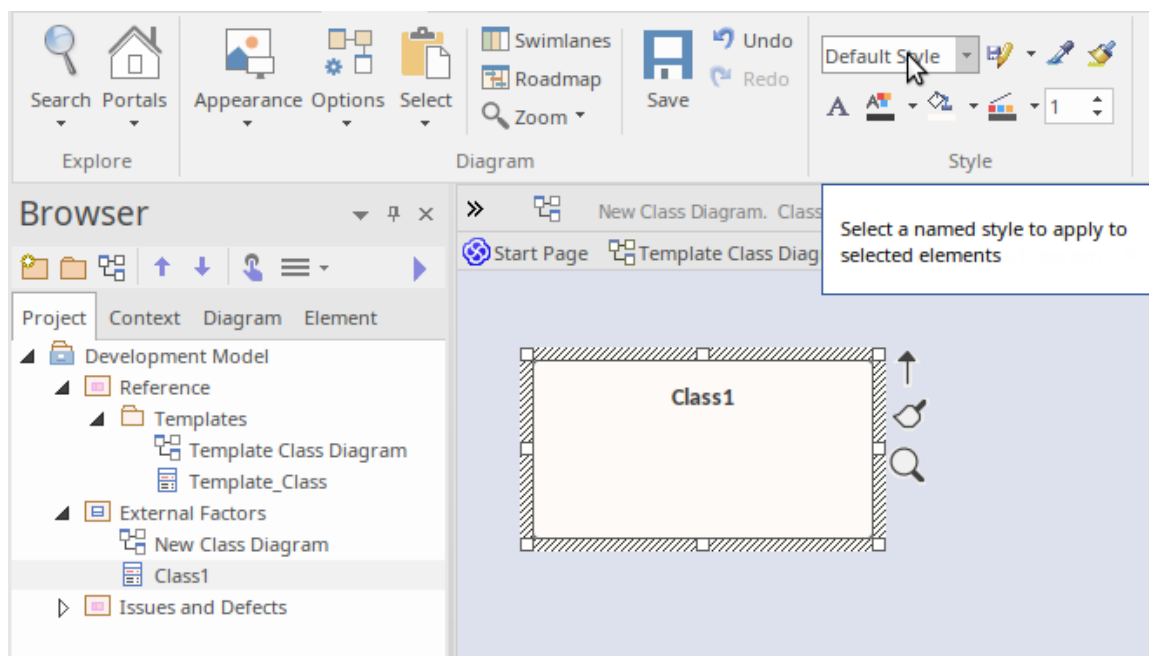 Search Portals
Explore
Appearance Options Select
Swimlanes
Roadmap
Zoom
Save
Undo
Redo
Diagram
Default Style
A
1
Style
Browser
Project Context Diagram Element
Development Model
Reference
Templates
Template Class Diagram
Template_Class
External Factors
New Class Diagram
Class1
Issues and Defects
New Class Diagram. Class
Start Page Template Class Diag
Select a named style to apply to
selected elements
Class1